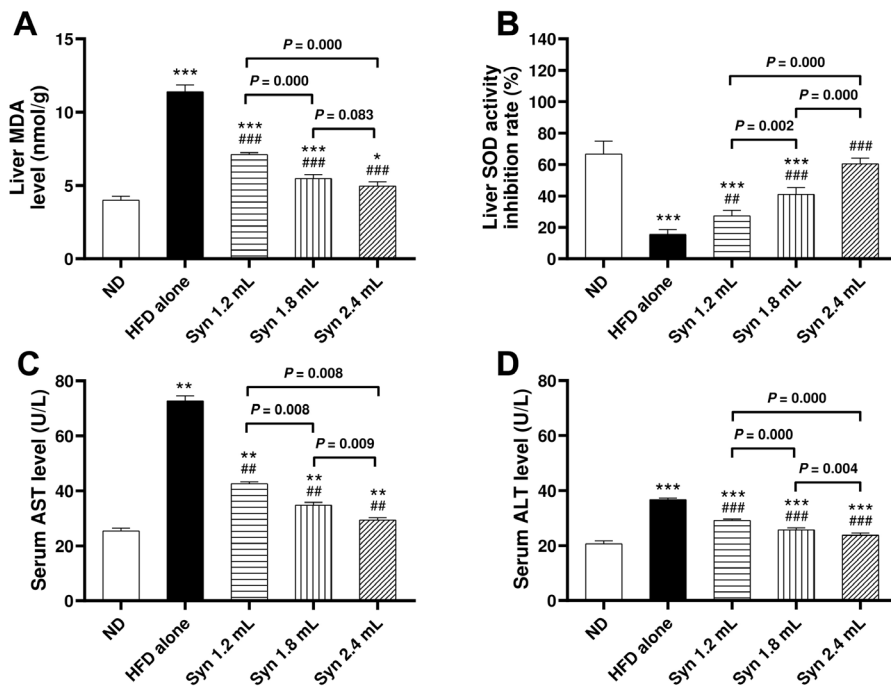 A
Liver MDA
level (nmol/g)
15
10
5
0
***
***
###
***
###
*
###
P = 0.000
P = 0.000
P = 0.083
ND
HFD alone
Syn 1.2 mL
Syn 1.8 mL
Syn 2.4 mL
B
Liver SOD activity
inhibition rate (%)
140
120
100
80
60
40
20
0
***
***
##
***
###
###
P = 0.000
P = 0.000
P = 0.002
ND
HFD alone
Syn 1.2 mL
Syn 1.8 mL
Syn 2.4 mL
C
Serum AST level (U/L)
80
60
40
20
0
**
**
##
**
##
**
##
P = 0.008
P = 0.008
P = 0.009
ND
HFD alone
Syn 1.2 mL
Syn 1.8 mL
Syn 2.4 mL
D
Serum ALT level (U/L)
80
60
40
20
0
***
***
###
***
###
***
###
P = 0.000
P = 0.000
P = 0.004
ND
HFD alone
Syn 1.2 mL
Syn 1.8 mL
Syn 2.4 mL